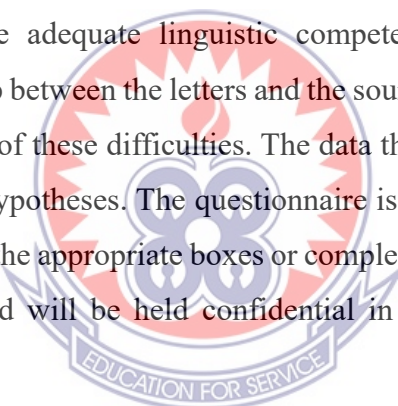 e adequate linguistic compete
between the letters and the sour
of these difficulties. The data th
ypotheses. The questionnaire is
he appropriate boxes or comple
d will be held confidential in
EDUCATION FOR SERVICE